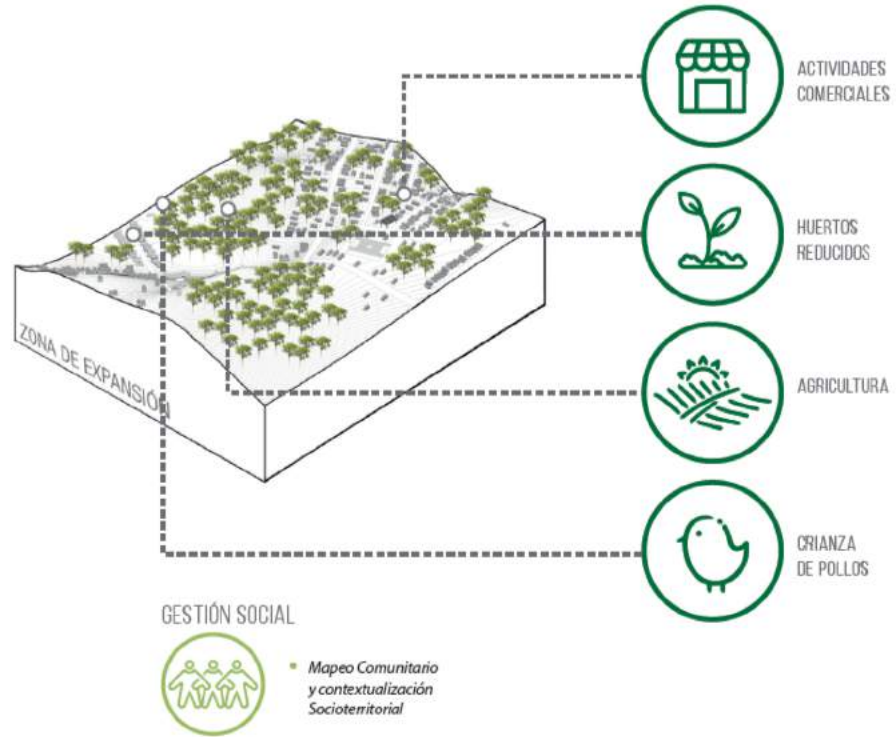 ACTIVIDADES
COMERCIALES
HUERTOS
REDUCIDOS
ZONA DE EXPANSIÓN
AGRICULTURA
CRIANZA
DE POLLOS
GESTIÓN SOCIAL
Mapeo Comunitario
y contextualización
Socioterritorial